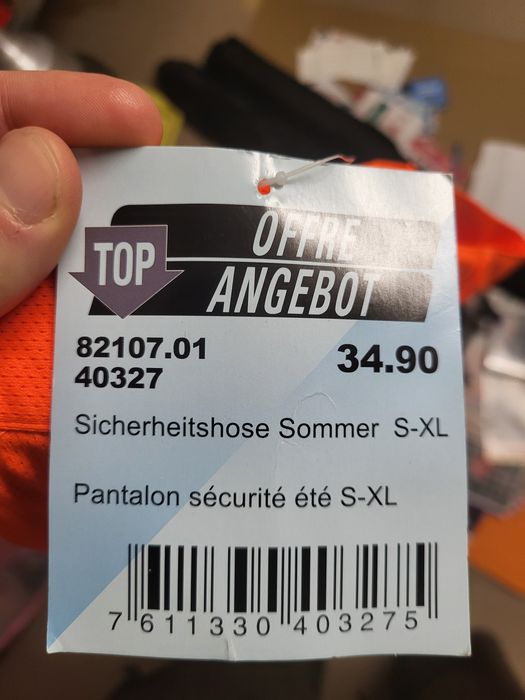 OFFRE
TOP
ANGEBOT
82107.01
34.90
40327
Sicherheitshose Sommer S-XL
Pantalon sécurité été S-XL
7 611330 403275